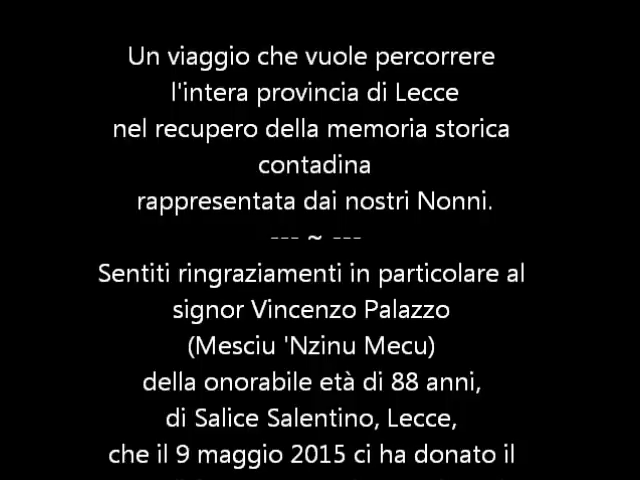 Un viaggio che vuole percorrere
l'intera provincia di Lecce
nel recupero della memoria storica
contadina
rappresentata dai nostri Nonni.
--- ~ ---
Sentiti ringraziamenti in particolare al
signor Vincenzo Palazzo
(Mesciu 'Nzinu Mecu)
della onorabile età di 88 anni,
di Salice Salentino, Lecce,
che il 9 maggio 2015 ci ha donato il